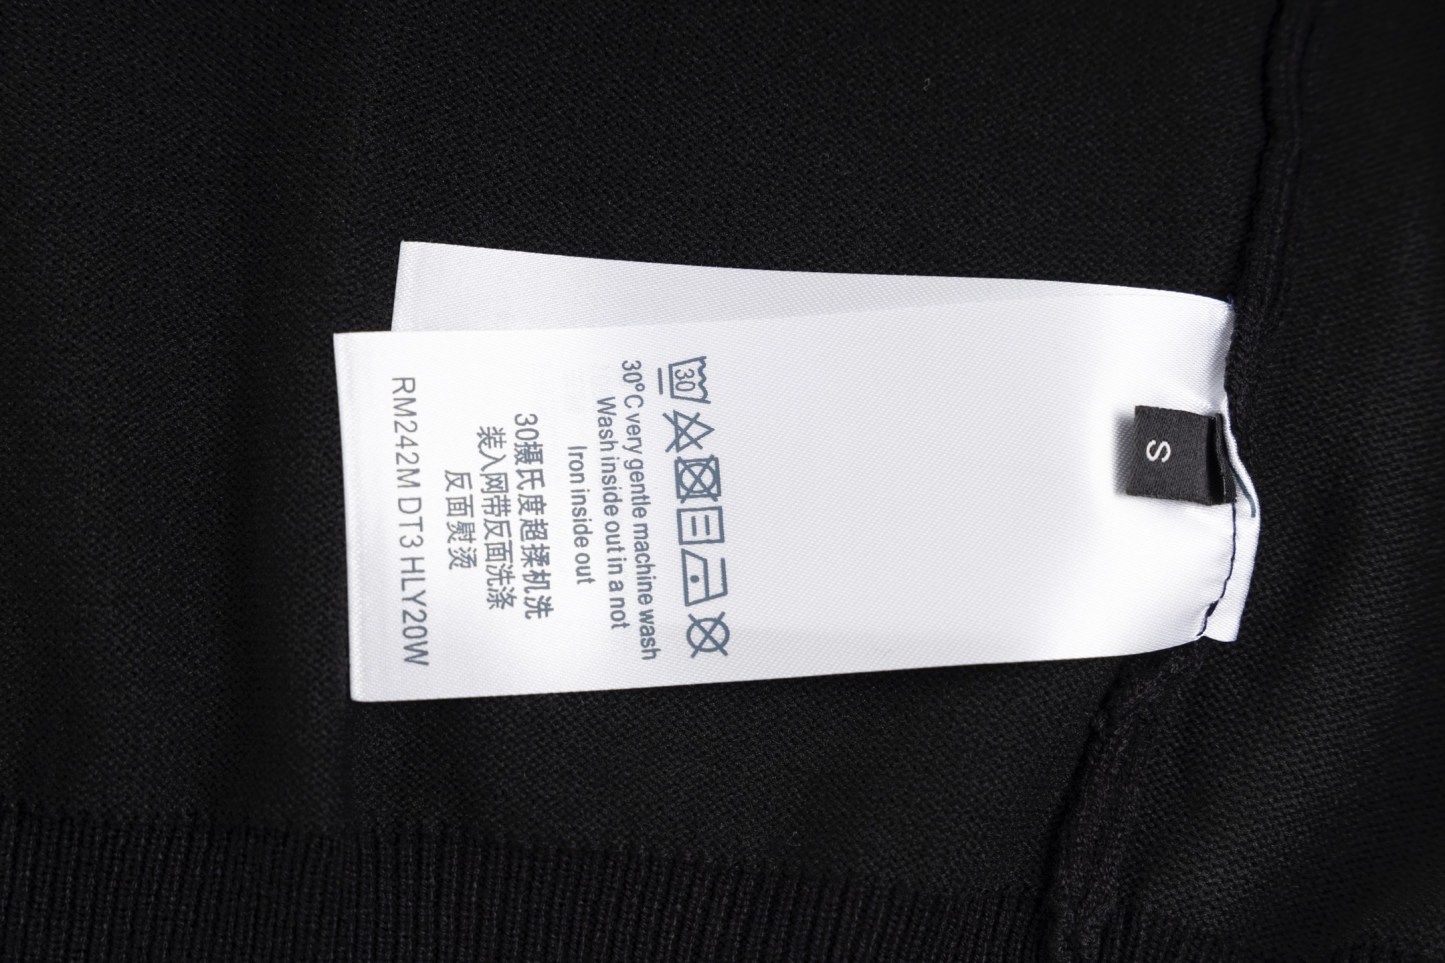 S
30
30°C very gentle machine wash
Wash inside out in a not
Iron inside out
30摄氏度超揉机洗
装入网带反面洗涤
反面熨烫
RM242M DT3 HLY20W